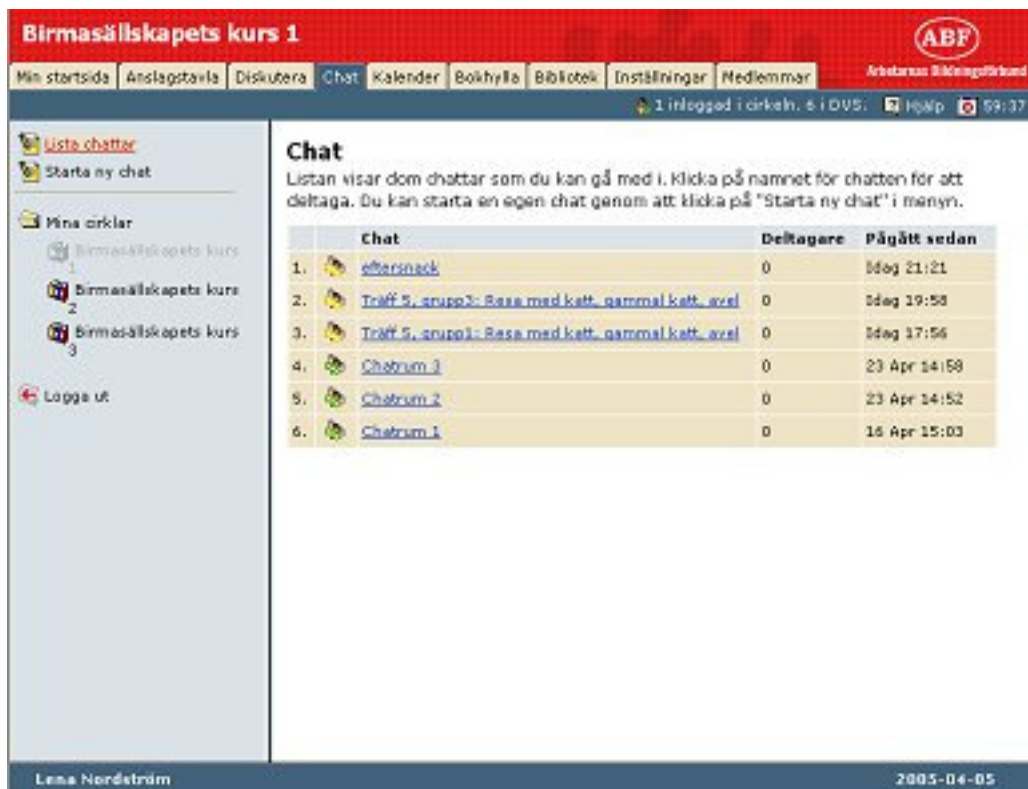 Birmasällskapets kurs 1
ABF
Arbetarnas Bildningsförbund
Min startsida Anslagstavla Diskutera Chat Kalender Bokhylla Bibliotek Inställningar Medlemmar
1 inloggad i cirkeln. 6 i DVS. Hjälp 59:37
Lista chattar
Starta ny chat
Mina cirklar
Birmasällskapets kurs
1
Birmasällskapets kurs
2
Birmasällskapets kurs
3
Logga ut
Chat
Listan visar dom chattar som du kan gå med i. Klicka på namnet för chatten för att
deltaga. Du kan starta en egen chat genom att klicka på "Starta ny chat" i menyn.
Chat Deltagare Pågått sedan
1. eftersnack 0 Idag 21:21
2. Träff 5, grupp3: Resa med katt, gammal katt, avel 0 Idag 19:58
3. Träff 5, grupp1: Resa med katt, gammal katt, avel 0 Idag 17:56
4. Chatrum 3 0 23 Apr 14:58
5. Chatrum 2 0 23 Apr 14:52
6. Chatrum 1 0 16 Apr 15:03
Lena Nordström 2005-04-05